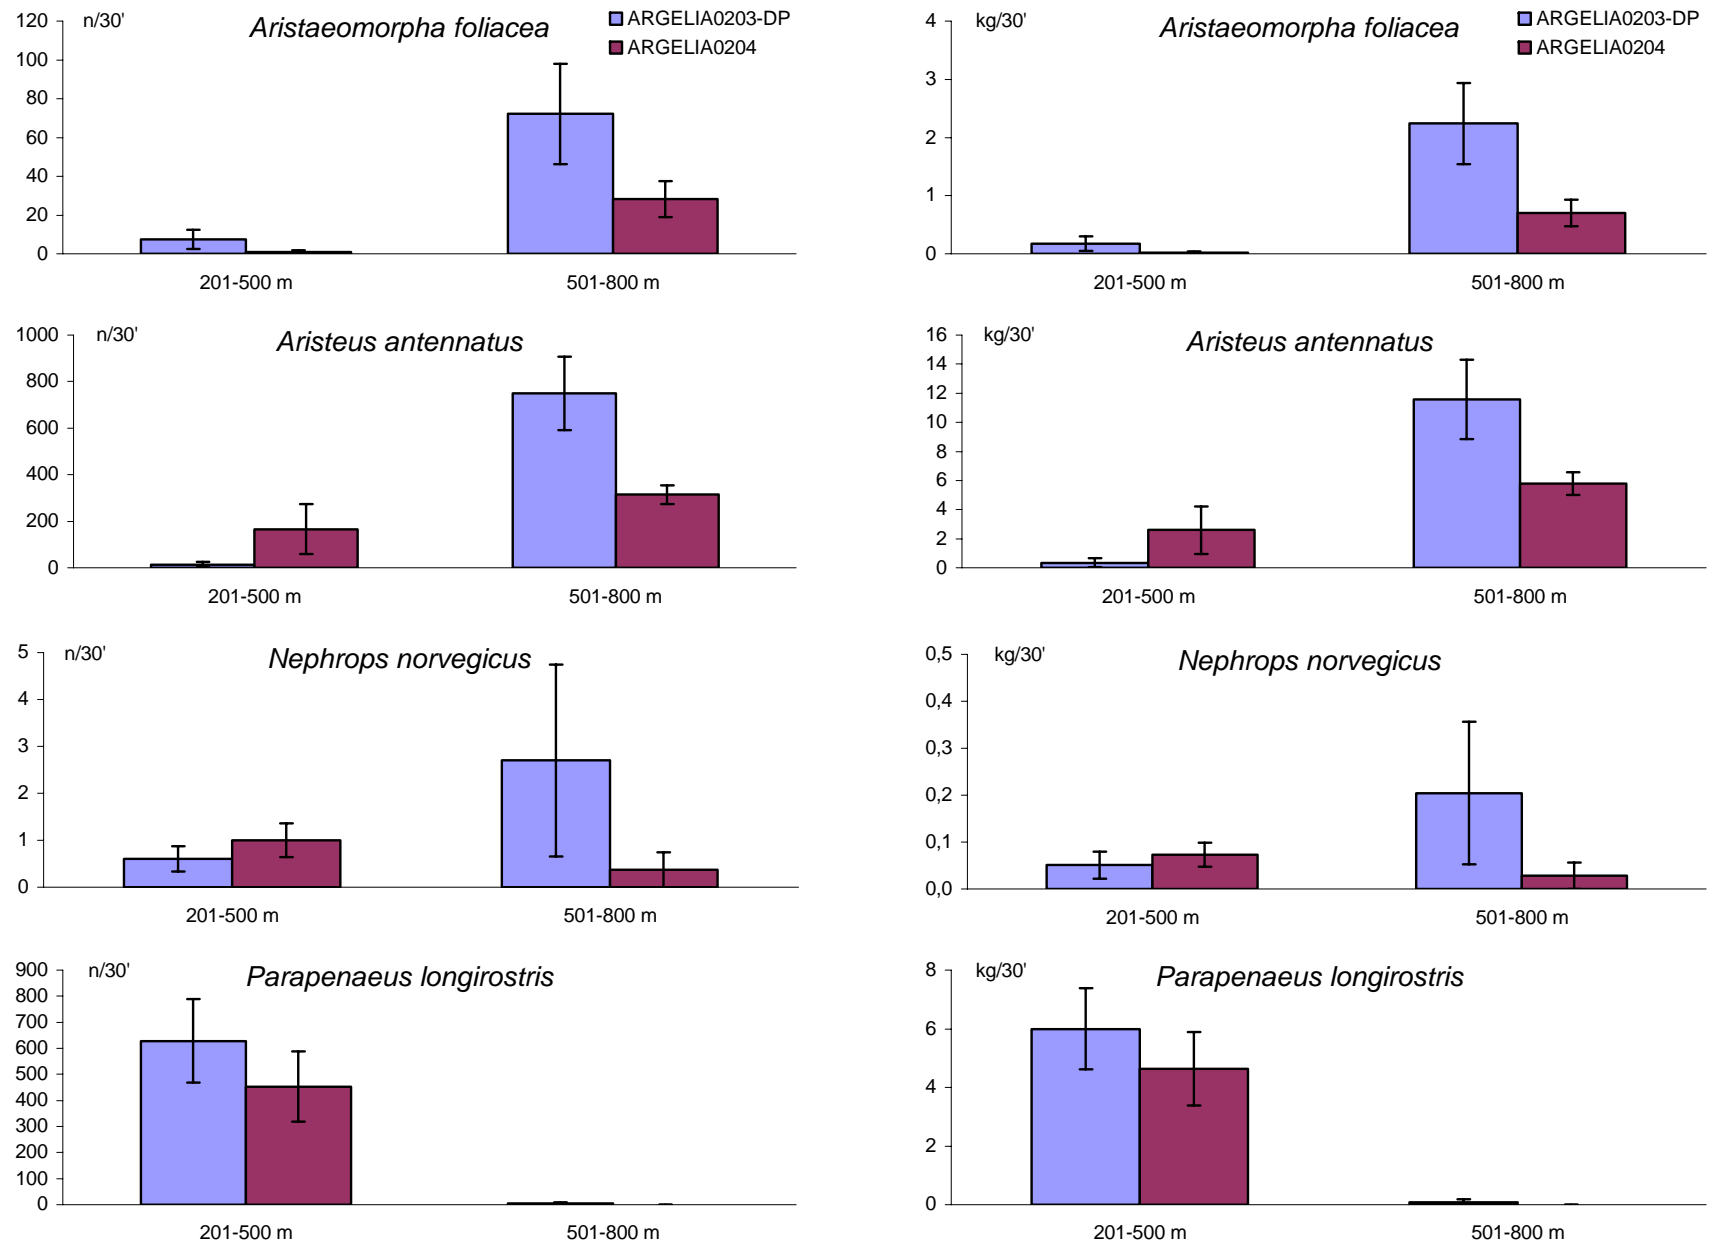 n/30'
Aristaeomorpha foliacea
ARGELIA0203-DP
ARGELIA0204
120
100
80
60
40
20
0
201-500 m
501-800 m
kg/30'
Aristaeomorpha foliacea
ARGELIA0203-DP
ARGELIA0204
4
3
2
1
0
201-500 m
501-800 m
n/30'
Aristeus antennatus
1000
800
600
400
200
0
201-500 m
501-800 m
kg/30'
Aristeus antennatus
16
14
12
10
8
6
4
2
0
201-500 m
501-800 m
n/30'
Nephrops norvegicus
5
4
3
2
1
0
201-500 m
501-800 m
kg/30'
Nephrops norvegicus
0,5
0,4
0,3
0,2
0,1
0,0
201-500 m
501-800 m
n/30'
Parapenaeus longirostris
900
800
700
600
500
400
300
200
100
0
201-500 m
501-800 m
kg/30'
Parapenaeus longirostris
8
6
4
2
0
201-500 m
501-800 m